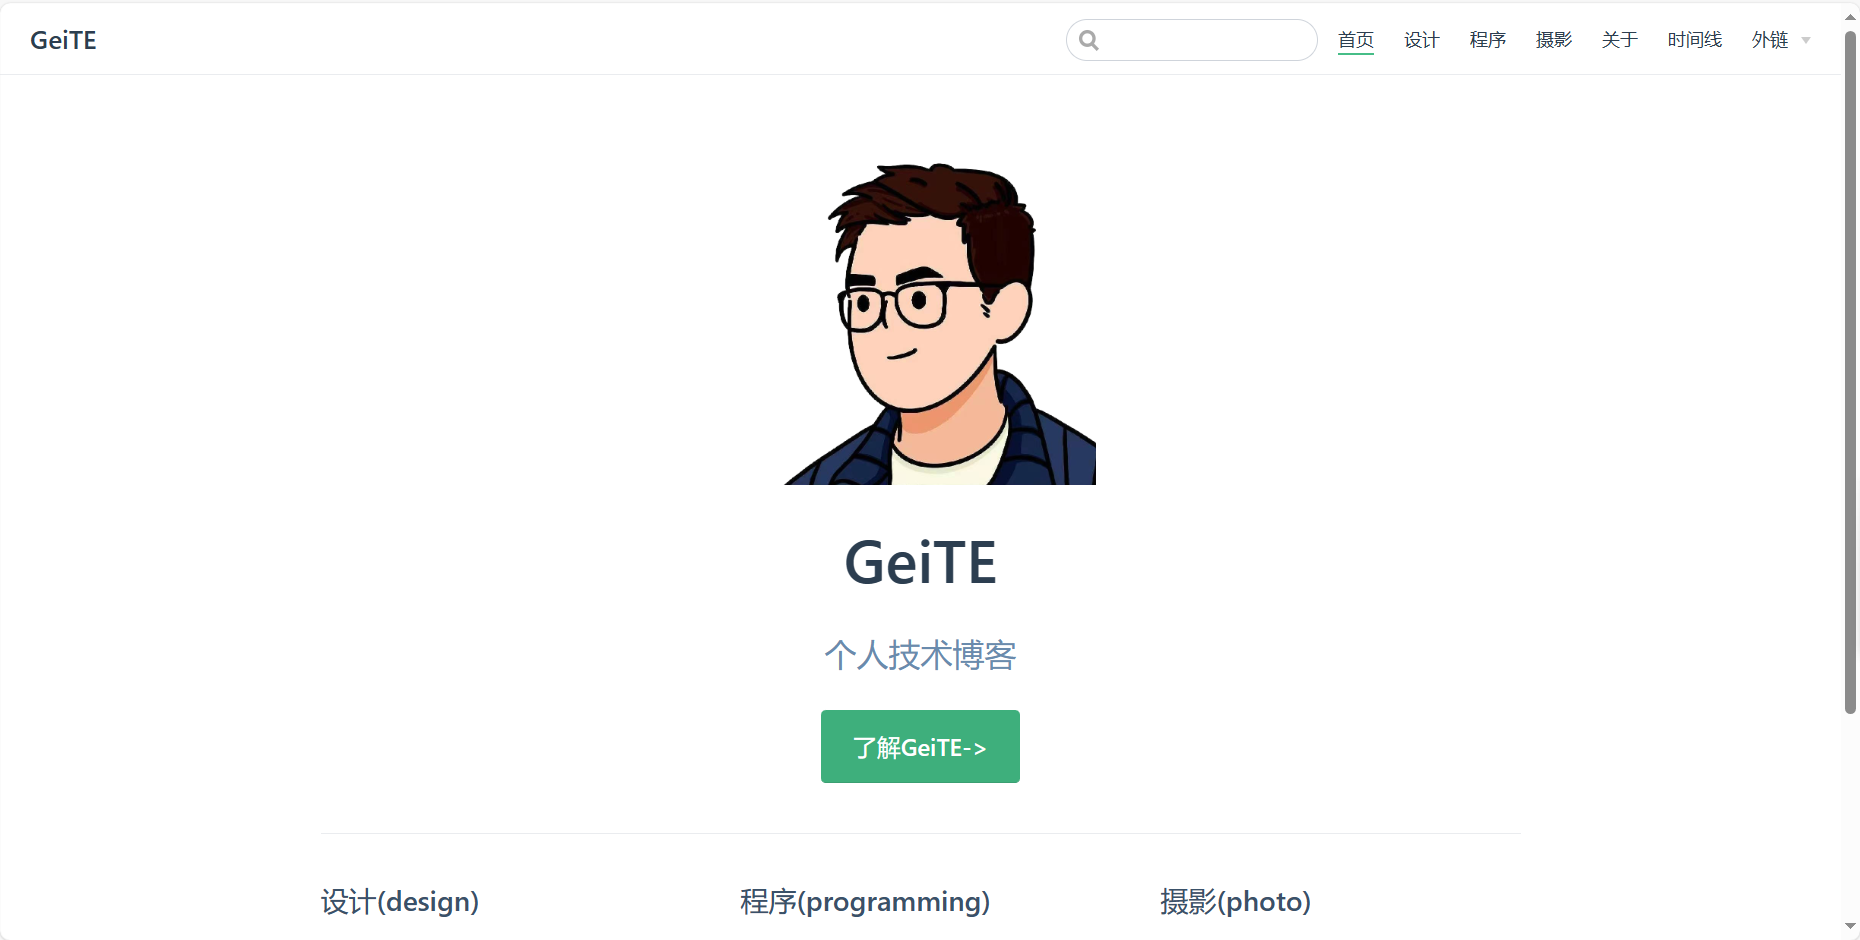 GeiTE 首页 设计 程序 摄影 关于 时间线 外链
GeiTE
个人技术博客
了解GeiTE->
设计(design) 程序(programming) 摄影(photo)